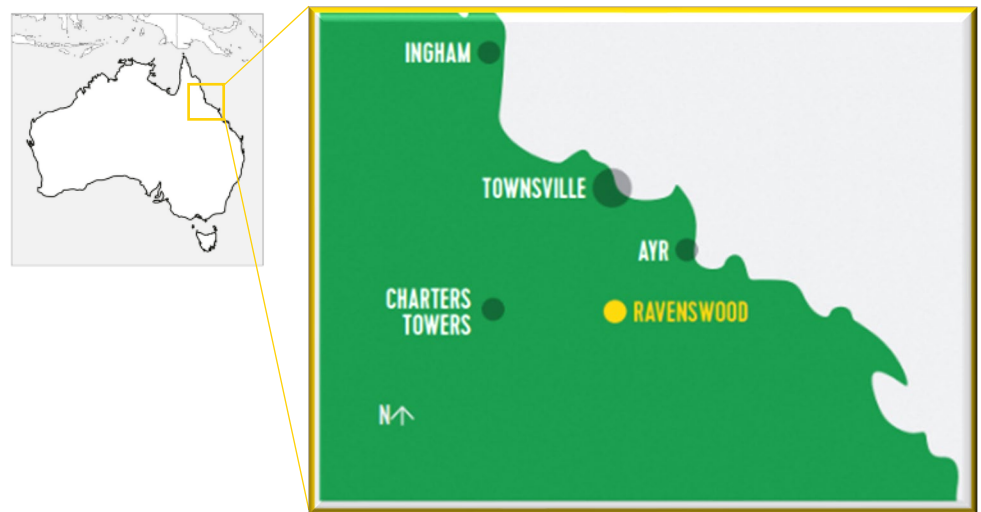 INGHAM
TOWNSVILLE
AYR
CHARTERS
TOWERS
RAVENSWOOD
N